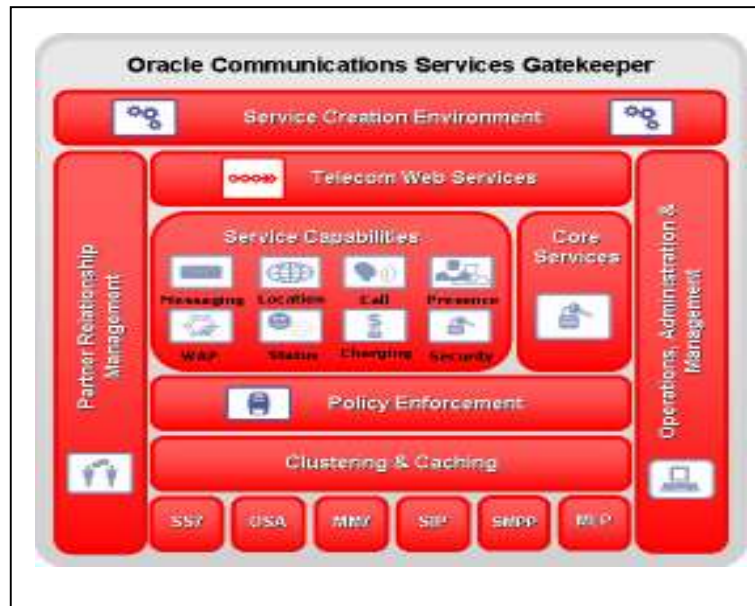 Oracle Communications Services Gatekeeper
Service Creation Environment
Partner Relationship
Management
Telecom Web Services
Service Capabilities
Messaging
Location
Call
Presence
WAP
Status
Charging
Security
Core
Services
Operations, Administration &
Management
Policy Enforcement
Clustering & Caching
SS7
OSA
MM7
SIP
SMPP
MLP